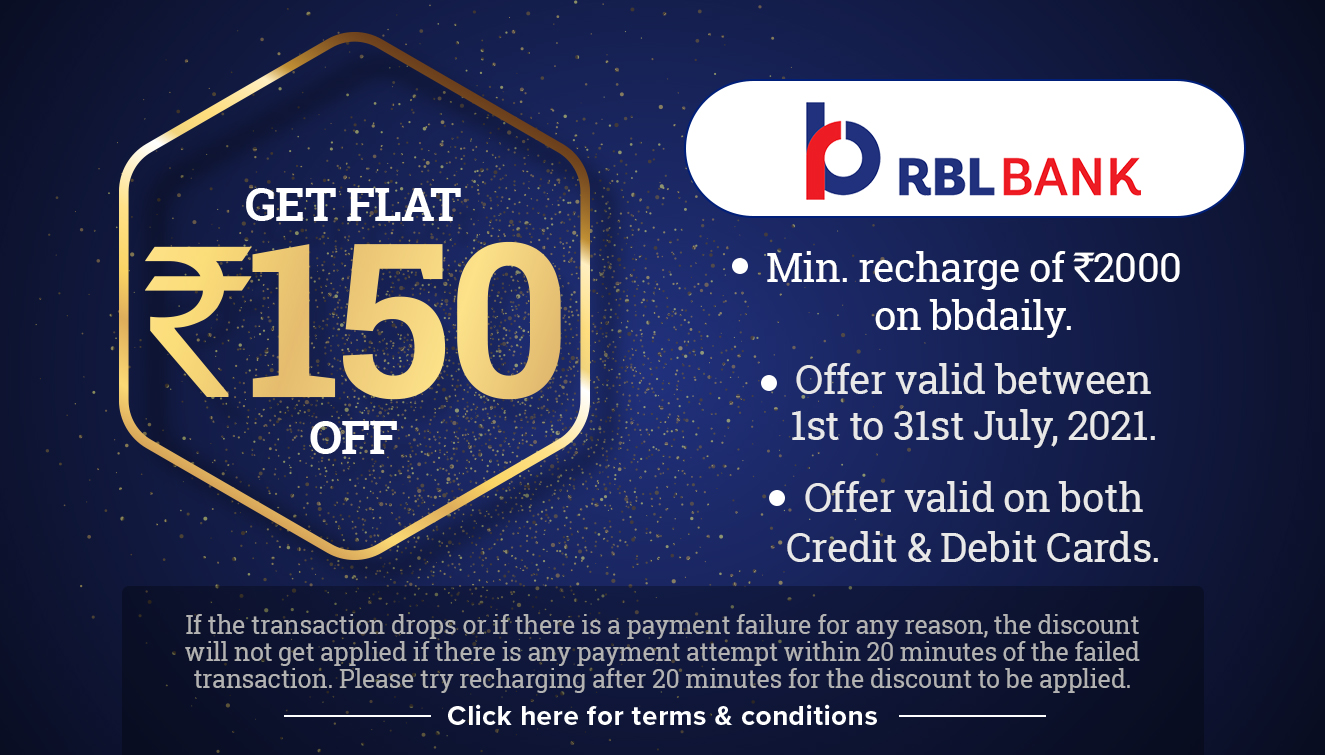 GET FLAT
₹150
OFF
RBL BANK
• Min. recharge of ₹2000
on bbdaily.
• Offer valid between
1st to 31st July, 2021.
• Offer valid on both
Credit & Debit Cards.
If the transaction drops or if there is a payment failure for any reason, the discount
will not get applied if there is any payment attempt within 20 minutes of the failed
transaction. Please try recharging after 20 minutes for the discount to be applied.
Click here for terms & conditions